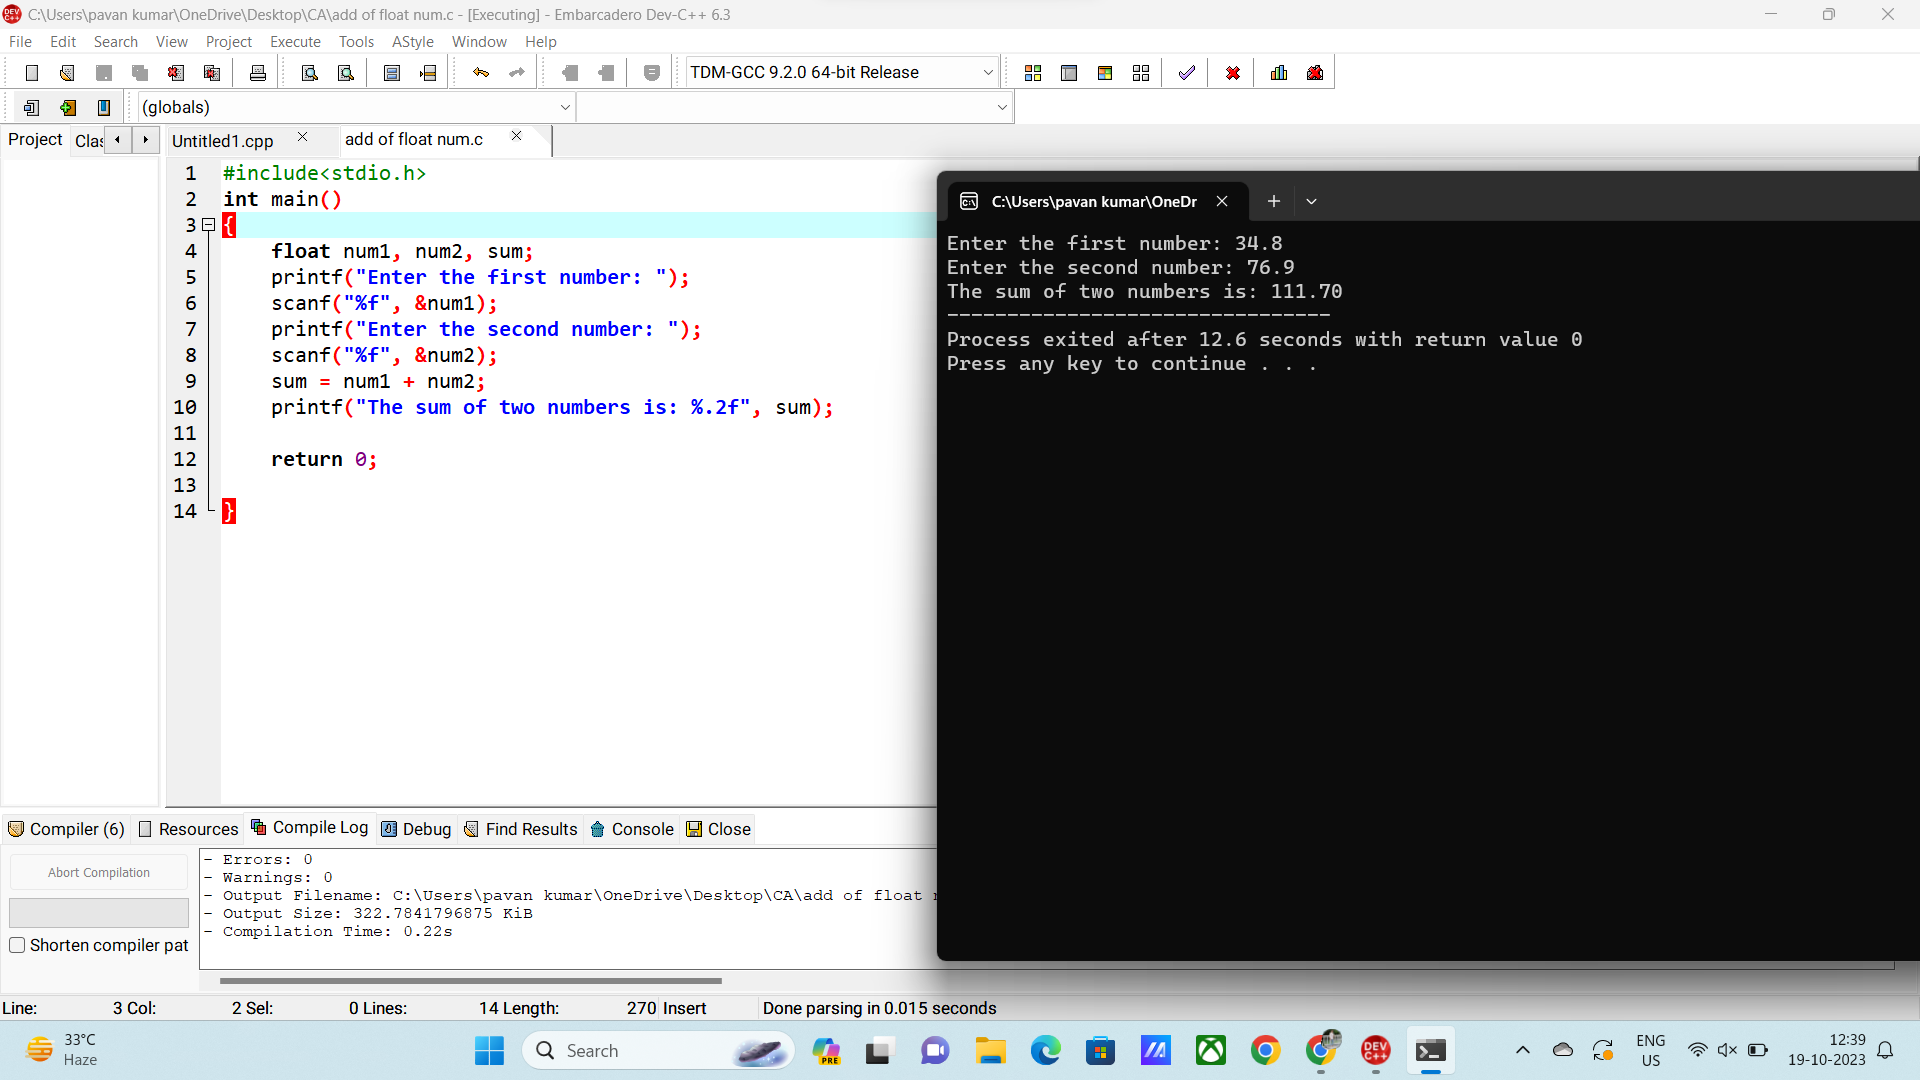 C:\Users\pavan kumar\OneDrive\Desktop\CA\add of float num.c - [Executing] - Embarcadero Dev-C++ 6.3
File Edit Search View Project Execute Tools AStyle Window Help
TDM-GCC 9.2.0 64-bit Release
(globals)
Project Clas Untitled1.cpp add of float num.c
1 #include<stdio.h>
2 int main()
3 {
4 float num1, num2, sum;
5 printf("Enter the first number: ");
6 scanf("%f", &num1);
7 printf("Enter the second number: ");
8 scanf("%f", &num2);
9 sum = num1 + num2;
10 printf("The sum of two numbers is: %.2f", sum);
11
12 return 0;
13
14 }
C:\Users\pavan kumar\OneDr
Enter the first number: 34.8
Enter the second number: 76.9
The sum of two numbers is: 111.70
--------------------------------
Process exited after 12.6 seconds with return value 0
Press any key to continue . . .
Compiler (6) Resources Compile Log Debug Find Results Console Close
Abort Compilation
Shorten compiler pat
- Errors: 0
- Warnings: 0
- Output Filename: C:\Users\pavan kumar\OneDrive\Desktop\CA\add of float
- Output Size: 322.7841796875 KiB
- Compilation Time: 0.22s
Line: 3 Col: 2 Sel: 0 Lines: 14 Length: 270 Insert Done parsing in 0.015 seconds
33°C
Haze
Search
PRE
DEV
C++
ENG
US
12:39
19-10-2023